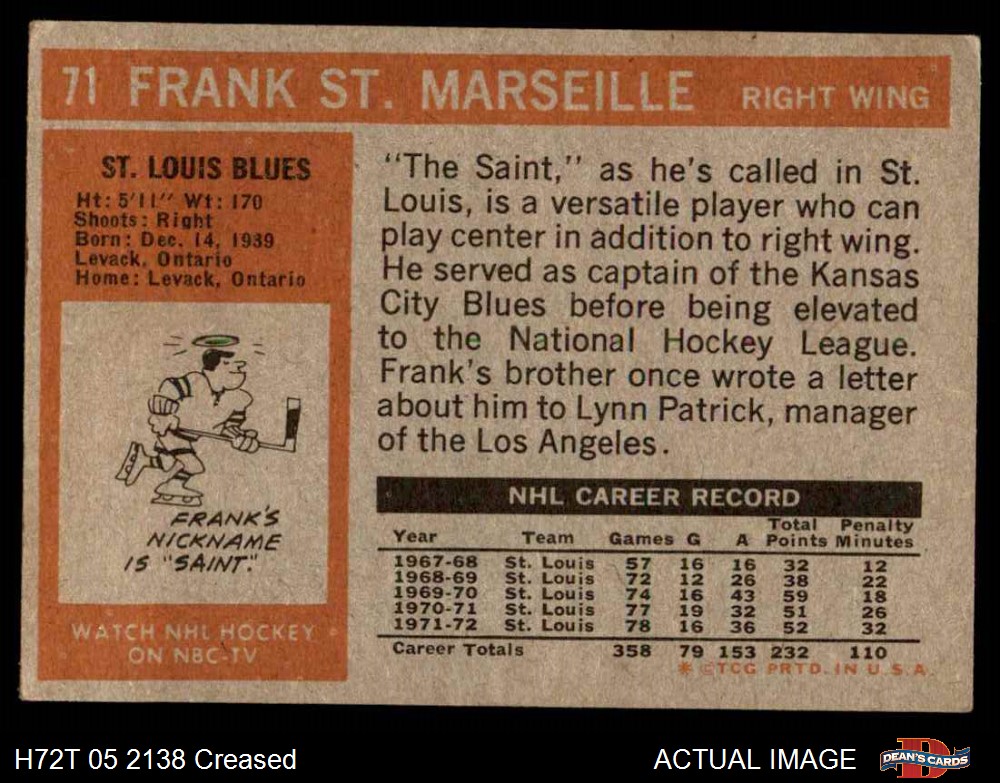 71 FRANK ST. MARSEILLE RIGHT WING
ST. LOUIS BLUES
Ht: 5'11" Wt: 170
Shoots: Right
Born: Dec. 14, 1939
Levack, Ontario
Home: Levack, Ontario
FRANK'S
NICKNAME
IS "SAINT."
WATCH NHL HOCKEY
ON NBC-TV
"The Saint," as he's called in St.
Louis, is a versatile player who can
play center in addition to right wing.
He served as captain of the Kansas
City Blues before being elevated
to the National Hockey League.
Frank's brother once wrote a letter
about him to Lynn Patrick, manager
of the Los Angeles.
NHL CAREER RECORD
Total Penalty
Year Team Games G A Points Minutes
1967-68 St. Louis 57 16 16 32 12
1968-69 St. Louis 72 12 26 38 22
1969-70 St. Louis 74 16 43 59 18
1970-71 St. Louis 77 19 32 51 26
1971-72 St. Louis 78 16 36 52 32
Career Totals 358 79 153 232 110
* ©TCG PRTD. IN U.S.A.
H72T 05 2138 Creased ACTUAL IMAGE
D
DEAN'S CARDS